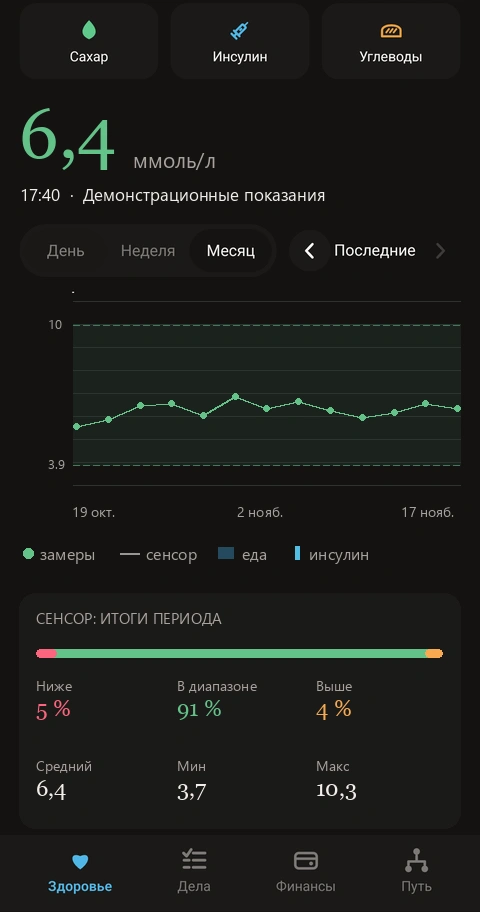 Сахар
Инсулин
Углеводы
6,4 ммоль/л
17:40 · Демонстрационные показания
День
Неделя
Месяц
Последние
10
3.9
19 окт.
2 нояб.
17 нояб.
замеры
сенсор
еда
инсулин
СЕНСОР: ИТОГИ ПЕРИОДА
Ниже
В диапазоне
Выше
5 %
91 %
4 %
Средний
Мин
Макс
6,4
3,7
10,3
Здоровье
Дела
Финансы
Путь